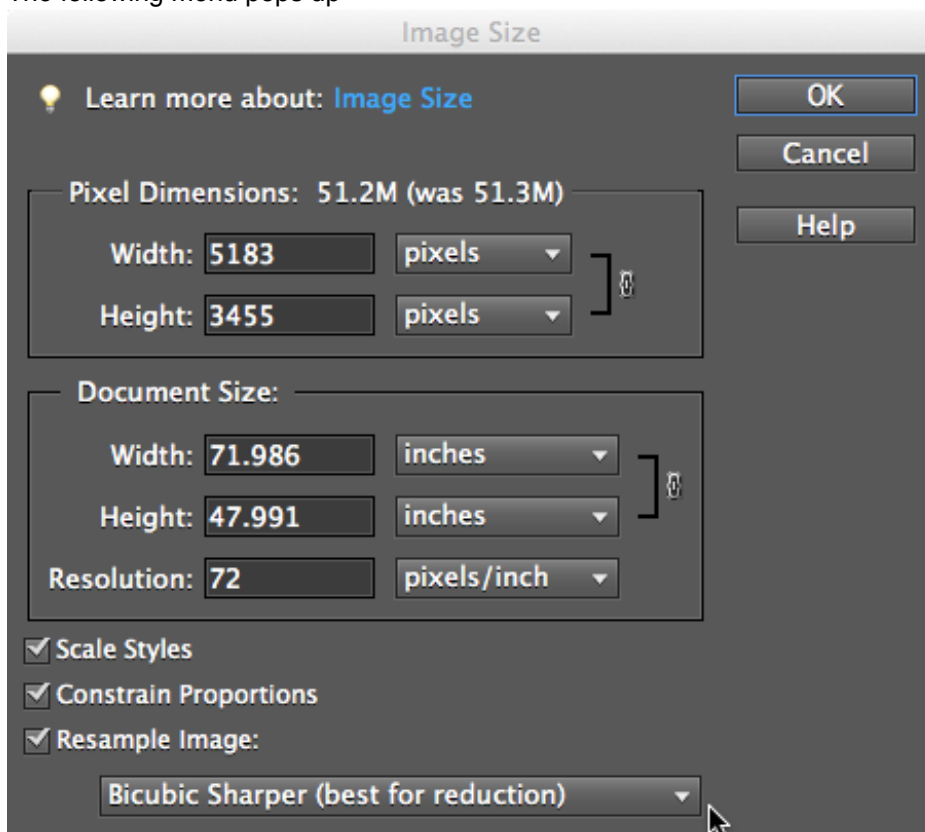 The following menu pops up
Image Size
Learn more about: Image Size
OK
Cancel
Help
Pixel Dimensions: 51.2M (was 51.3M)
Width: 5183 pixels
Height: 3455 pixels
Document Size:
Width: 71.986 inches
Height: 47.991 inches
Resolution: 72 pixels/inch
Scale Styles
Constrain Proportions
Resample Image:
Bicubic Sharper (best for reduction)